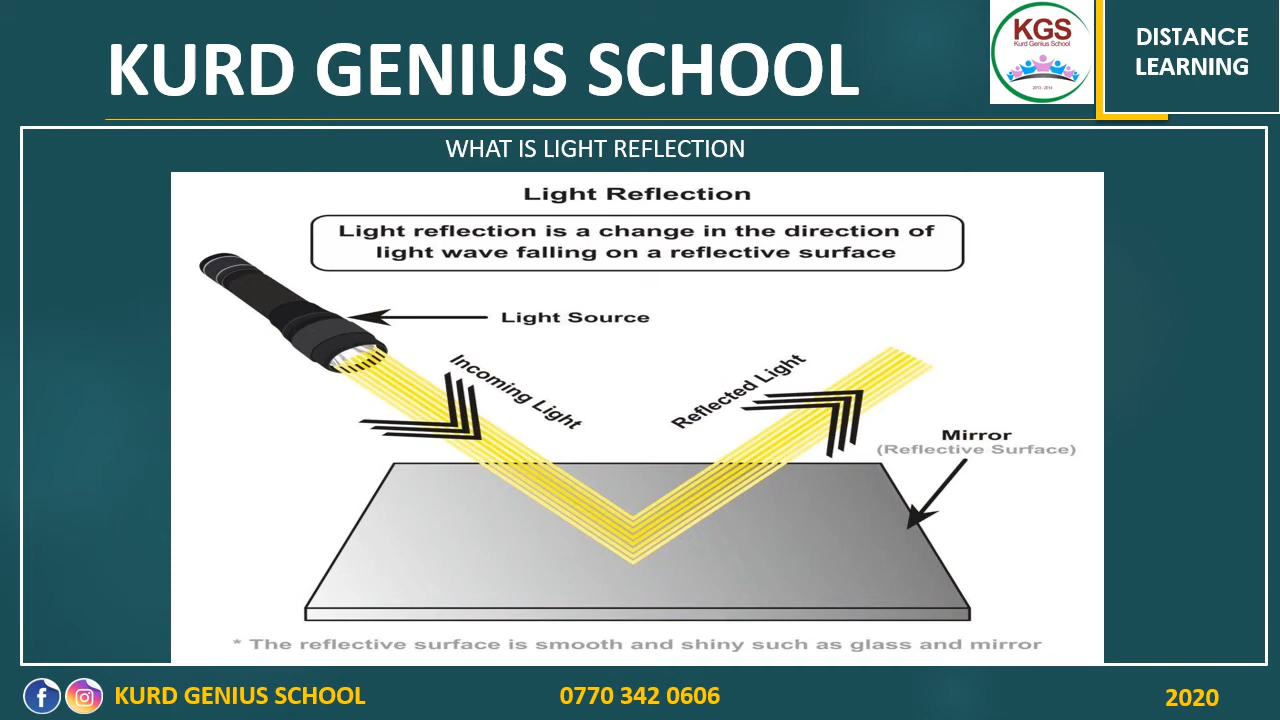 KURD GENIUS SCHOOL
KGS
Kurd Genius School
2013 - 2014
DISTANCE
LEARNING
WHAT IS LIGHT REFLECTION
Light Reflection
Light reflection is a change in the direction of
light wave falling on a reflective surface
Light Source
Incoming Light
Reflected Light
Mirror
(Reflective Surface)
* The reflective surface is smooth and shiny such as glass and mirror
KURD GENIUS SCHOOL
0770 342 0606
2020